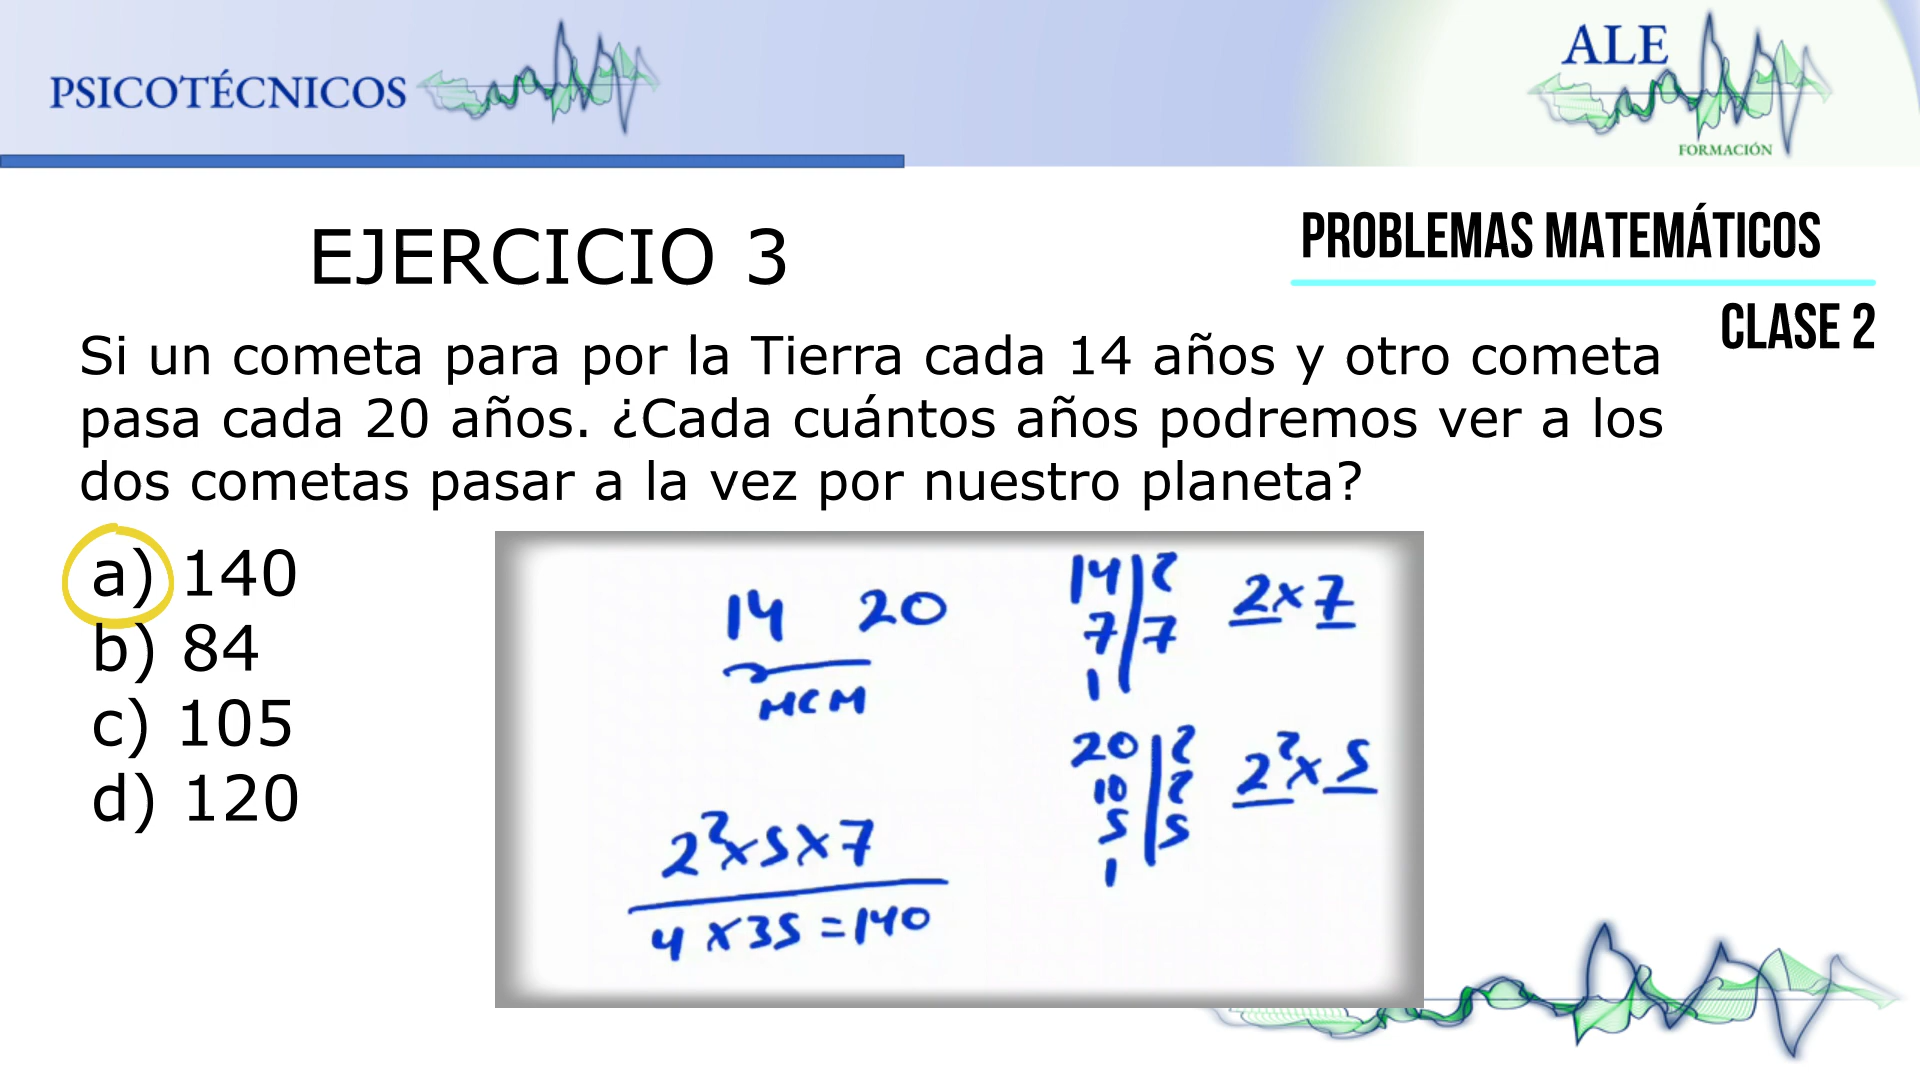 PSICOTÉCNICOS
ALE
FORMACIÓN
EJERCICIO 3
PROBLEMAS MATEMÁTICOS
CLASE 2
Si un cometa para por la Tierra cada 14 años y otro cometa
pasa cada 20 años. ¿Cada cuántos años podremos ver a los
dos cometas pasar a la vez por nuestro planeta?
a) 140
b) 84
c) 105
d) 120
14 20
MCM
2²x5x7
4x35=140
14|2 2x7
7|7
1
20|2 2²x5
10|2
5|5
1